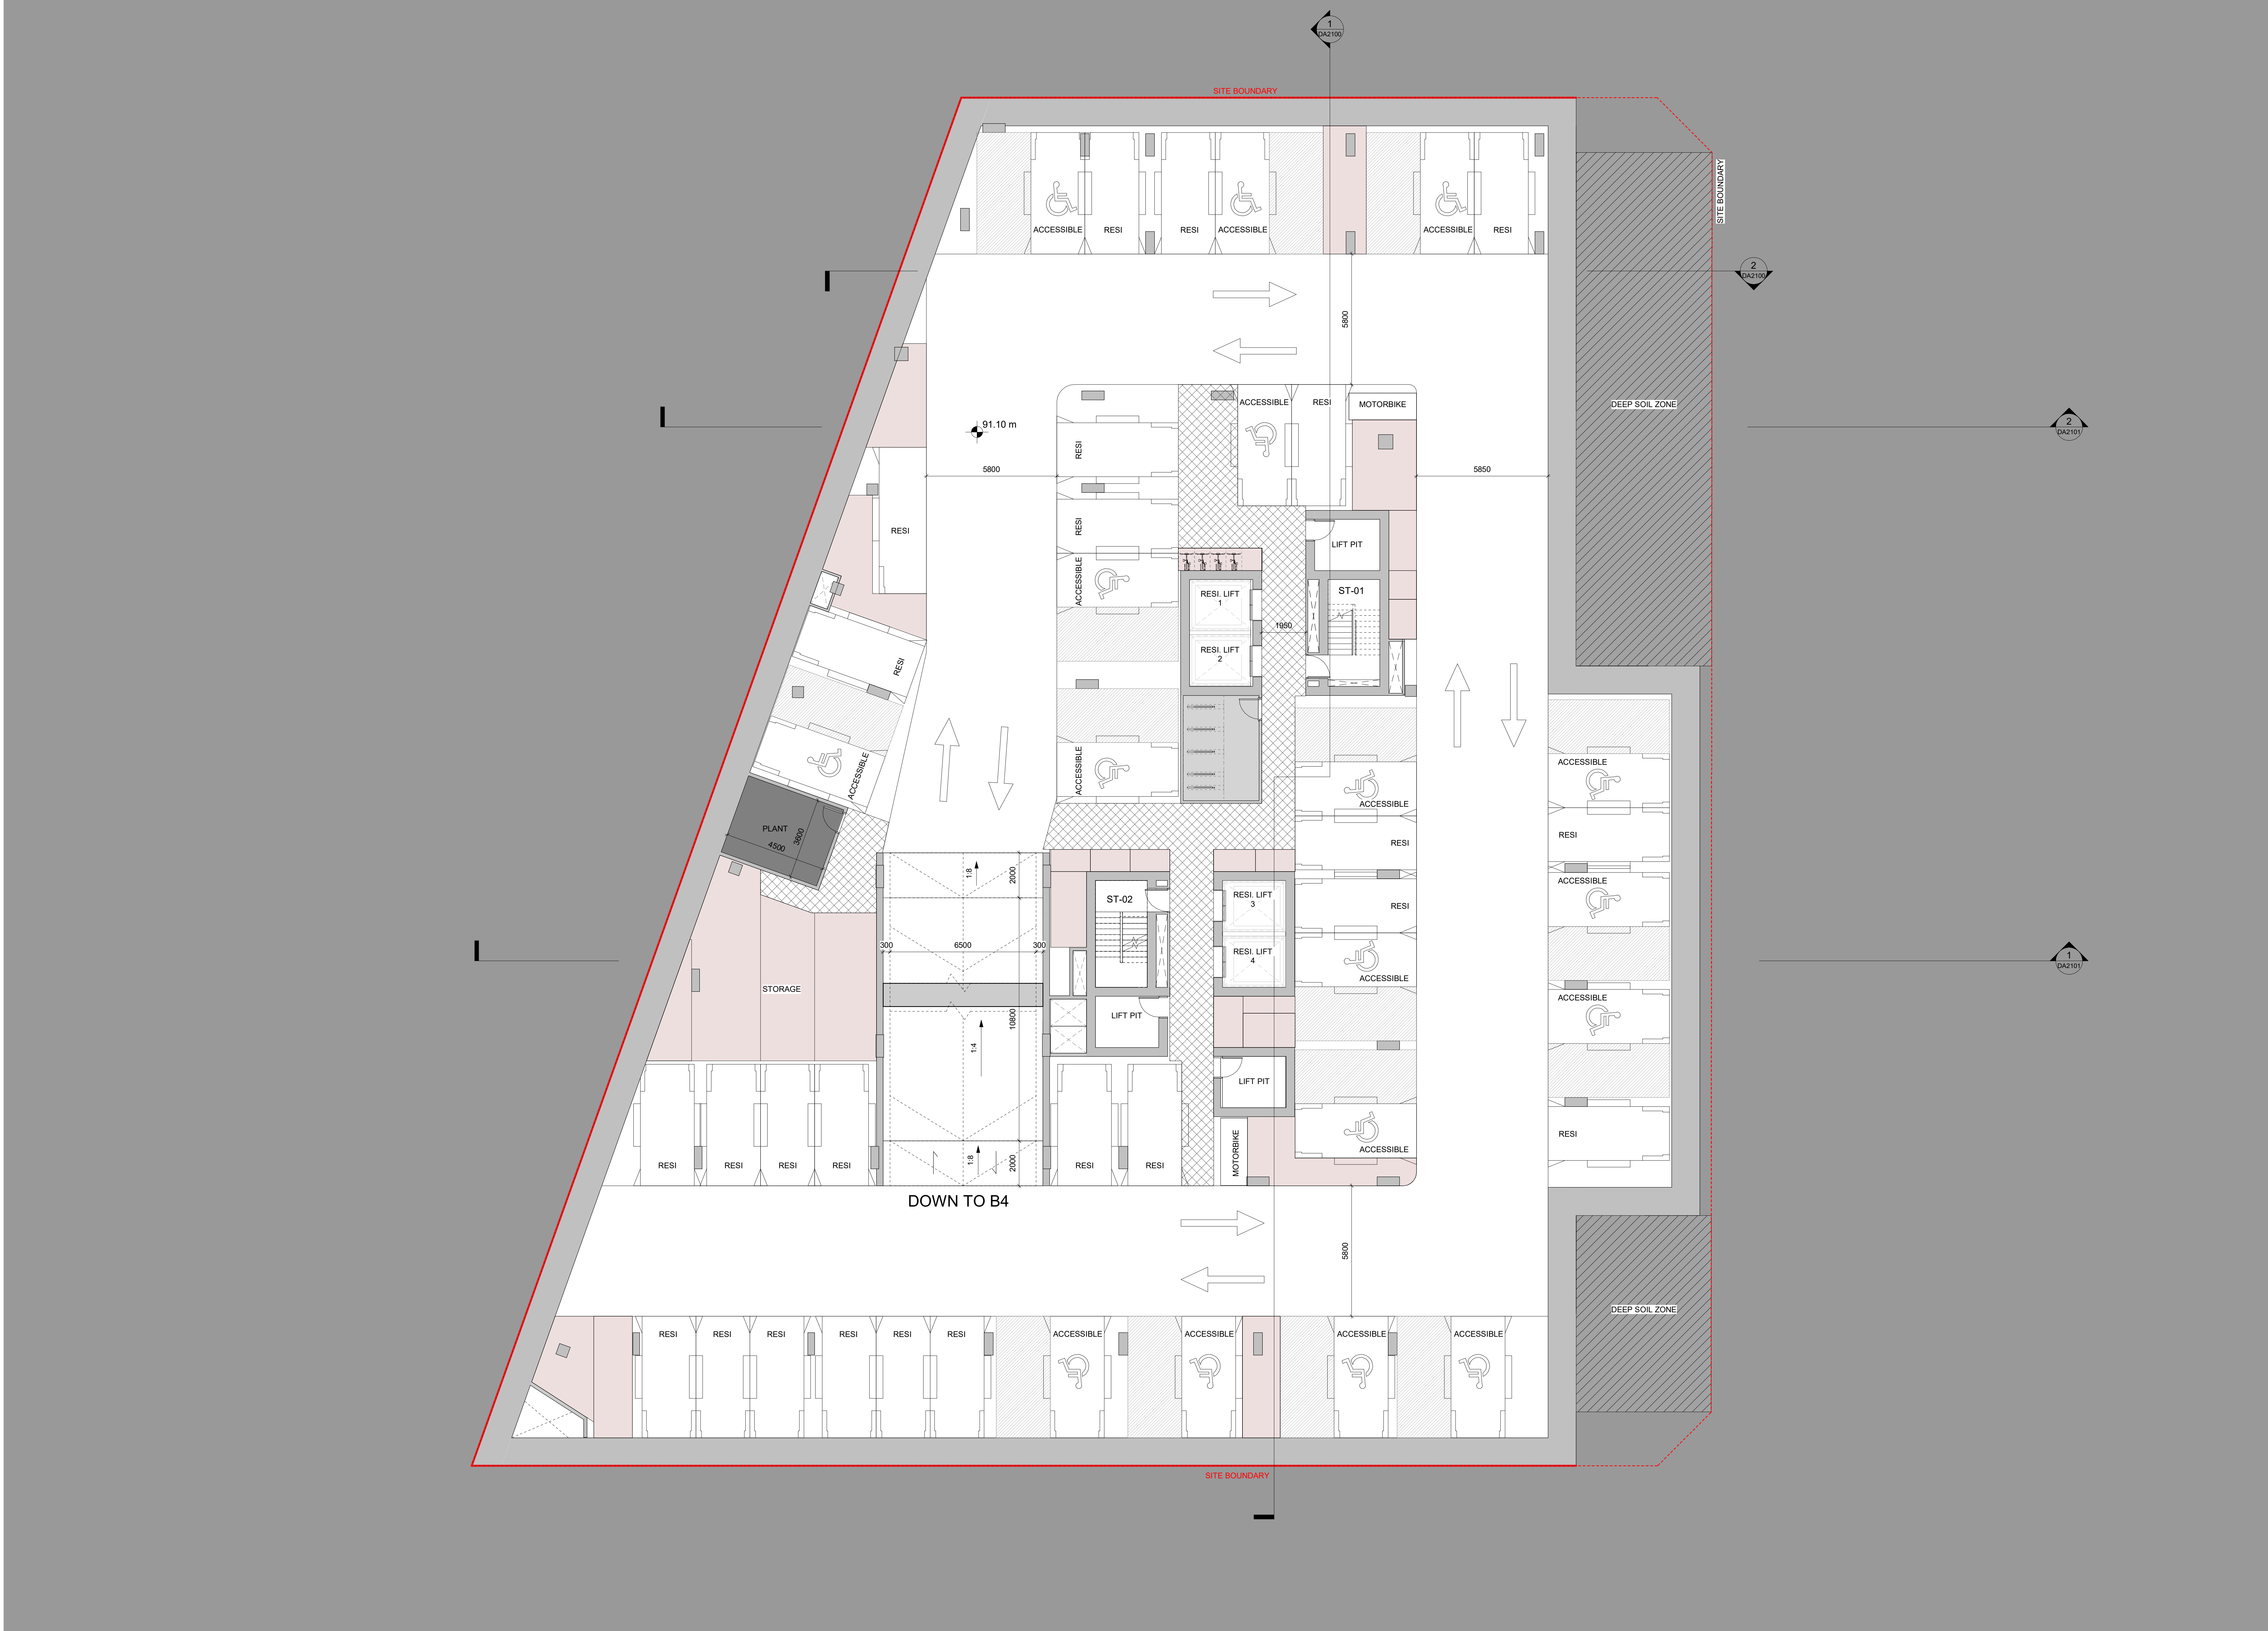 1
DA2100
SITE BOUNDARY
SITE BOUNDARY
ACCESSIBLE
RESI
RESI
ACCESSIBLE
ACCESSIBLE
RESI
2
DA2100
5800
ACCESSIBLE
RESI
MOTORBIKE
DEEP SOIL ZONE
91.10 m
2
DA2101
RESI
5800
5850
RESI
RESI
LIFT PIT
ACCESSIBLE
RESI. LIFT
1
ST-01
1950
RESI. LIFT
2
RESI
ACCESSIBLE
ACCESSIBLE
ACCESSIBLE
ACCESSIBLE
PLANT
3600
4500
RESI
RESI
1:8
2000
ACCESSIBLE
ST-02
RESI. LIFT
3
RESI
300
6500
300
RESI. LIFT
4
1
DA2101
ACCESSIBLE
STORAGE
ACCESSIBLE
LIFT PIT
10800
1:4
LIFT PIT
RESI
ACCESSIBLE
MOTORBIKE
RESI
RESI
RESI
RESI
1:8
2000
RESI
RESI
DOWN TO B4
5800
DEEP SOIL ZONE
RESI
RESI
RESI
RESI
RESI
RESI
ACCESSIBLE
ACCESSIBLE
ACCESSIBLE
ACCESSIBLE
SITE BOUNDARY